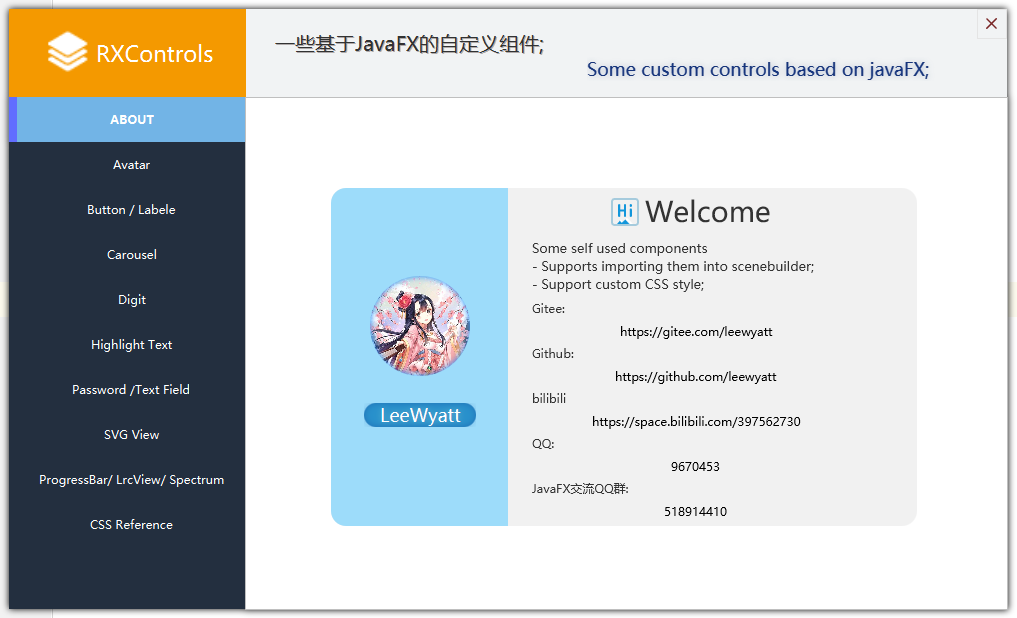 RXControls
一些基于JavaFX的自定义组件;
Some custom controls based on javaFX;
ABOUT
Avatar
Button / Labele
Carousel
Digit
Highlight Text
Password /Text Field
SVG View
ProgressBar/ LrcView/ Spectrum
CSS Reference
LeeWyatt
Hi Welcome
Some self used components
- Supports importing them into scenebuilder;
- Support custom CSS style;
Gitee:
https://gitee.com/leewyatt
Github:
https://github.com/leewyatt
bilibili
https://space.bilibili.com/397562730
QQ:
9670453
JavaFX交流QQ群:
518914410